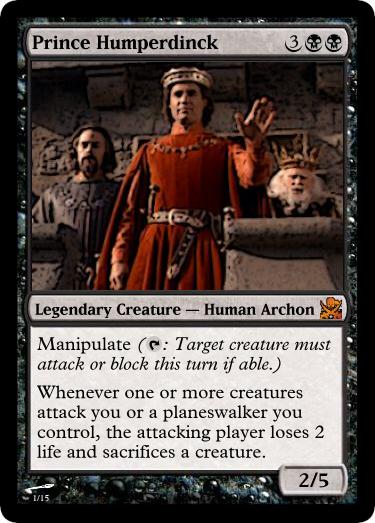 Prince Humperdinck 3
Legendary Creature — Human Archon
Manipulate (: Target creature must
attack or block this turn if able.)
Whenever one or more creatures
attack you or a planeswalker you
control, the attacking player loses 2
life and sacrifices a creature.
2/5
1/15